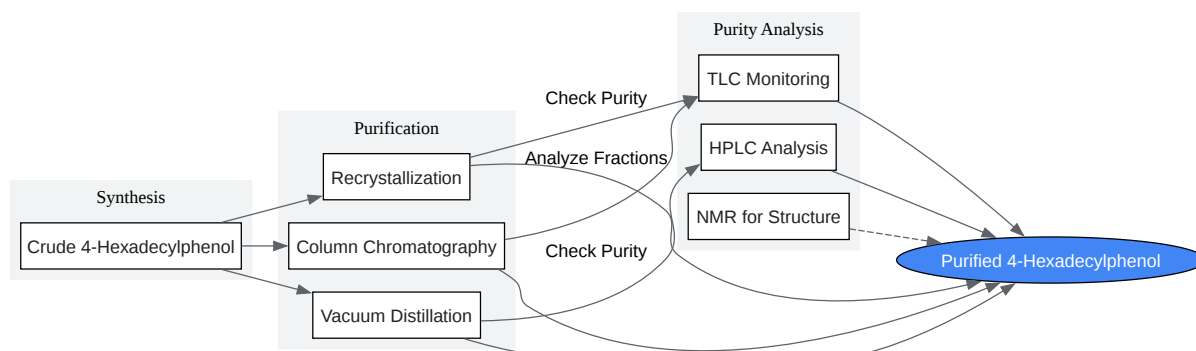 Purity Analysis
TLC Monitoring
Check Purity
Purification
HPLC Analysis
Analyze Fractions
Recrystallization
Synthesis
NMR for Structure
Crude 4-Hexadecylphenol
Column Chromatography
Check Purity
Purified 4-Hexadecylphenol
Vacuum Distillation